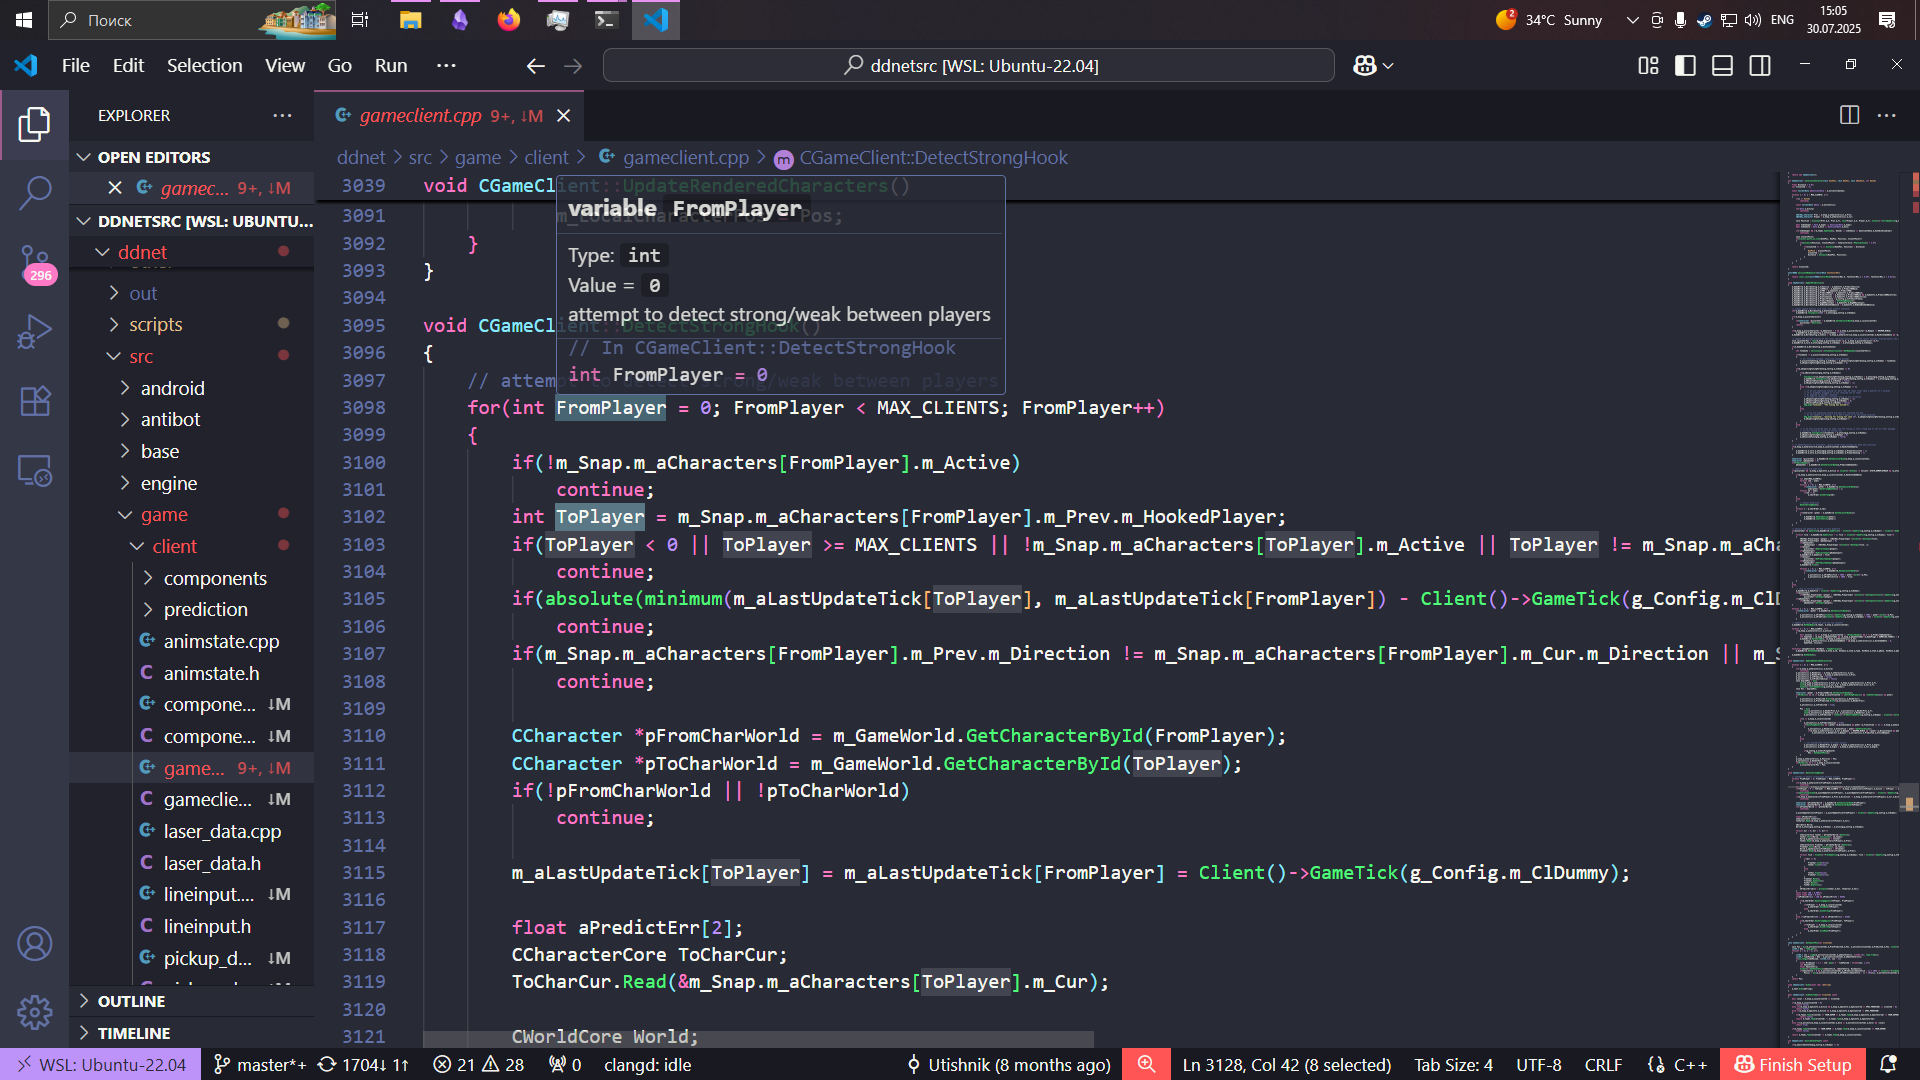 Поиск
2
34°C Sunny
ENG
15:05
30.07.2025
File Edit Selection View Go Run ···
ddnetsrc [WSL: Ubuntu-22.04]
EXPLORER
gameclient.cpp 9+, ↓M
OPEN EDITORS
gamec... 9+, ↓M
DDNETSRC [WSL: UBUNTU...
ddnet
out
scripts
src
android
antibot
base
engine
game
client
components
prediction
animstate.cpp
animstate.h
compone... ↓M
compone... ↓M
game... 9+, ↓M
gameclie... ↓M
laser_data.cpp
laser_data.h
lineinput.... ↓M
lineinput.h
pickup_d... ↓M
OUTLINE
TIMELINE
296
ddnet > src > game > client > gameclient.cpp > CGameClient::DetectStrongHook
3039 void CGameClient::UpdateRenderedCharacters()
variable FromPlayer
Type: int
Value = 0
attempt to detect strong/weak between players
// In CGameClient::DetectStrongHook
int FromPlayer = 0
3091 m_LocalCharacterPos = Pos;
3092 }
3093 }
3094
3095 void CGameClient::DetectStrongHook()
3096 {
3097 // attempt to detect strong/weak between players
3098 for(int FromPlayer = 0; FromPlayer < MAX_CLIENTS; FromPlayer++)
3099 {
3100 if(!m_Snap.m_aCharacters[FromPlayer].m_Active)
3101 continue;
3102 int ToPlayer = m_Snap.m_aCharacters[FromPlayer].m_Prev.m_HookedPlayer;
3103 if(ToPlayer < 0 || ToPlayer >= MAX_CLIENTS || !m_Snap.m_aCharacters[ToPlayer].m_Active || ToPlayer != m_Snap.m_aCha
3104 continue;
3105 if(absolute(minimum(m_aLastUpdateTick[ToPlayer], m_aLastUpdateTick[FromPlayer]) - Client()->GameTick(g_Config.m_ClD
3106 continue;
3107 if(m_Snap.m_aCharacters[FromPlayer].m_Prev.m_Direction != m_Snap.m_aCharacters[FromPlayer].m_Cur.m_Direction || m_S
3108 continue;
3109
3110 CCharacter *pFromCharWorld = m_GameWorld.GetCharacterById(FromPlayer);
3111 CCharacter *pToCharWorld = m_GameWorld.GetCharacterById(ToPlayer);
3112 if(!pFromCharWorld || !pToCharWorld)
3113 continue;
3114
3115 m_aLastUpdateTick[ToPlayer] = m_aLastUpdateTick[FromPlayer] = Client()->GameTick(g_Config.m_ClDummy);
3116
3117 float aPredictErr[2];
3118 CCharacterCore ToCharCur;
3119 ToCharCur.Read(&m_Snap.m_aCharacters[ToPlayer].m_Cur);
3120
3121 CWorldCore World;
WSL: Ubuntu-22.04 master*+ 1704↓ 1↑ 21 28 0 clangd: idle Utishnik (8 months ago) Ln 3128, Col 42 (8 selected) Tab Size: 4 UTF-8 CRLF C++ Finish Setup